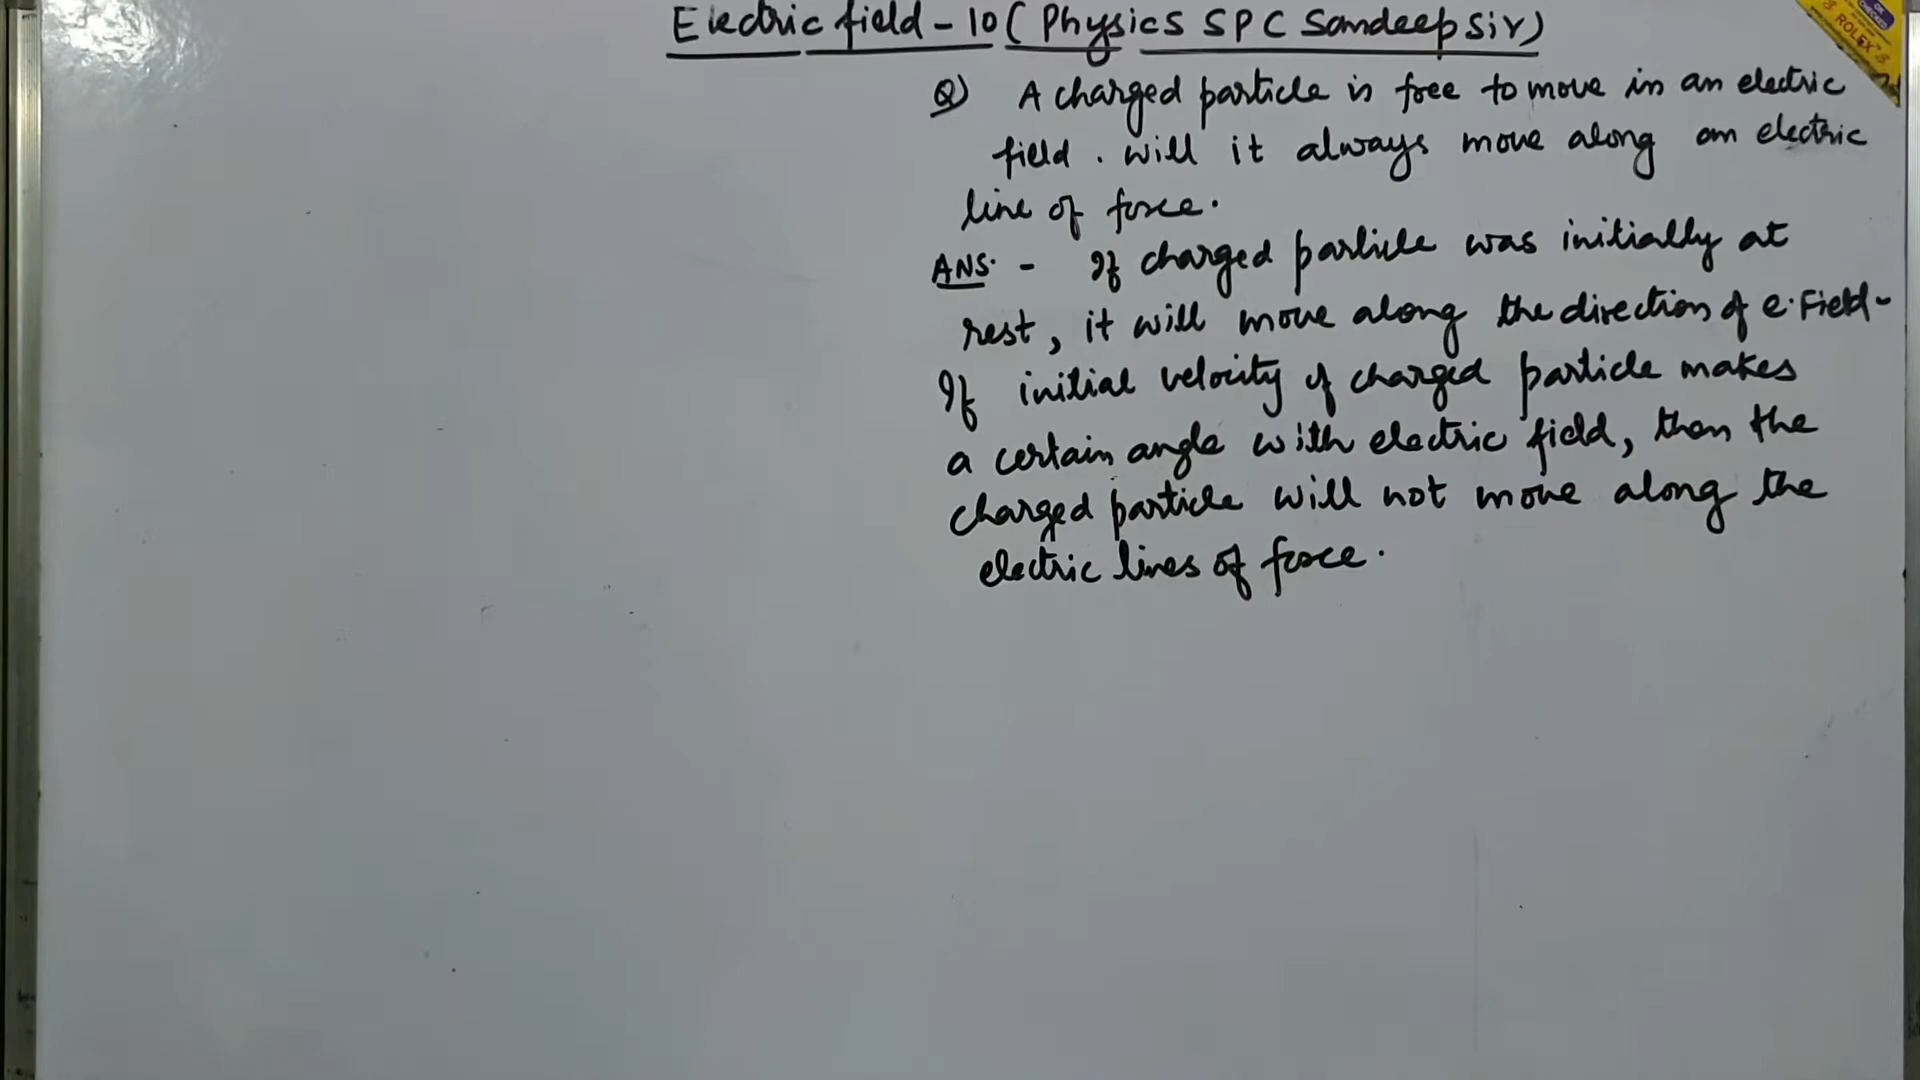 Electric field - 10 ( Physics SPC Sandeep Sir)
ROLEX
Q) A charged particle is free to move in an electric
field. will it always move along an electric
line of force.
ANS. - If charged particle was initially at
rest, it will move along the direction of e.Field-
If initial velocity of charged particle makes
a certain angle with electric field, then the
charged particle will not move along the
electric lines of force.